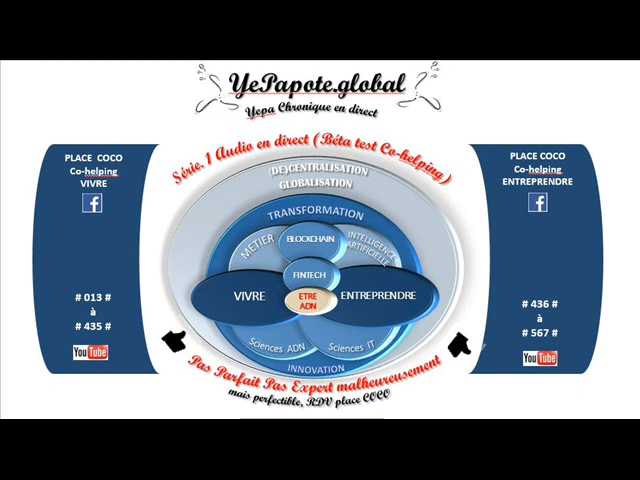 YePapote.global
Yepa Chronique en direct
Série, 1 Audio en direct (Béta test Co-helping)
PLACE COCO
Co-helping
VIVRE
# 013 #
à
# 435 #
YouTube
(DE)CENTRALISATION
GLOBALISATION
TRANSFORMATION
METIER
BLOCKCHAIN
INTELLIGENCE
ARTIFICIELLE
FINTECH
VIVRE
ETRE
ADN
ENTREPRENDRE
Sciences ADN
Sciences IT
INNOVATION
Pas Parfait Pas Expert malheureusement
mais perfectible, RDV place COCO
PLACE COCO
Co-helping
ENTREPRENDRE
# 436 #
à
# 567 #
YouTube